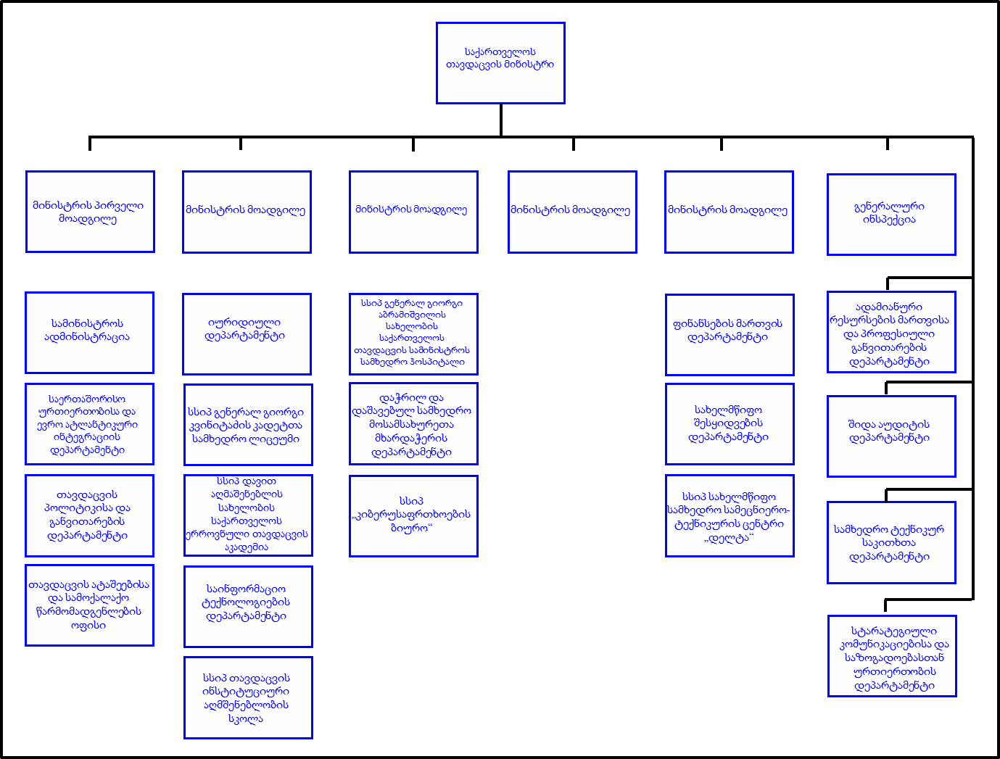 საქართველოს
თავდაცვის მინისტრი
მინისტრის პირველი
მოადგილე
მინისტრის მოადგილე
მინისტრის მოადგილე
მინისტრის მოადგილე
მინისტრის მოადგილე
გენერალური
ინსპექცია
სამინისტროს
ადმინისტრაცია
იურიდიული
დეპარტამენტი
სსიპ გენერალ გიორგი
აბრამიშვილის
სახელობის
საქართველოს
თავდაცვის სამინისტროს
სამხედრო ჰოსპიტალი
ფინანსების მართვის
დეპარტამენტი
ადამიანური
რესურსების მართვისა
და პროფესიული
განვითარების
დეპარტამენტი
საერთაშორისო
ურთიერთობისა და
ევრო ატლანტიკური
ინტეგრაციის
დეპარტამენტი
სსიპ გენერალ გიორგი
კვინიტაძის კადეტთა
სამხედრო ლიცეუმი
დაჭრილ და
დაშავებულ სამხედრო
მოსამსახურეთა
მხარდაჭერის
დეპარტამენტი
სახელმწიფო
შესყიდვების
დეპარტამენტი
შიდა აუდიტის
დეპარტამენტი
თავდაცვის
პოლიტიკისა და
განვითარების
დეპარტამენტი
სსიპ დავით
აღმაშენებლის
სახელობის
საქართველოს
ეროვნული თავდაცვის
აკადემია
სსიპ
„კიბერუსაფრთხოების
ბიურო“
სსიპ სახელმწიფო
სამხედრო სამეცნიერო-
ტექნიკურის ცენტრი
„დელტა“
სამხედრო ტექნიკურ
საკითხთა
დეპარტამენტი
თავდაცვის ატაშეებისა
და სამოქალაქო
წარმომადგენლების
ოფისი
საინფორმაციო
ტექნოლოგიების
დეპარტამენტი
სტარატეგიული
კომუნიკაციებისა და
საზოგადოებასთან
ურთიერთობის
დეპარტამენტი
სსიპ თავდაცვის
ინსტიტუციური
აღმშენებლობის
სკოლა